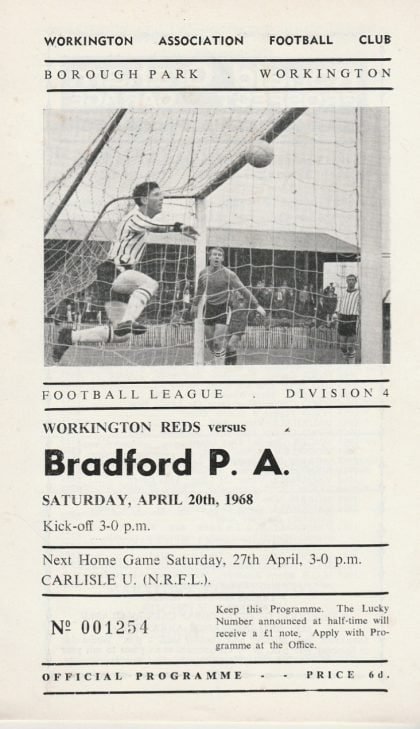 WORKINGTON ASSOCIATION FOOTBALL CLUB
BOROUGH PARK . WORKINGTON
FOOTBALL LEAGUE . DIVISION 4
WORKINGTON REDS versus
Bradford P. A.
SATURDAY, APRIL 20th, 1968
Kick-off 3-0 p.m.
Next Home Game Saturday, 27th April, 3-0 p.m.
CARLISLE U. (N.R.F.L.).
Nº 001254
Keep this Programme. The Lucky
Number announced at half-time will
receive a £1 note. Apply with Pro-
gramme at the Office.
OFFICIAL PROGRAMME - - PRICE 6d.